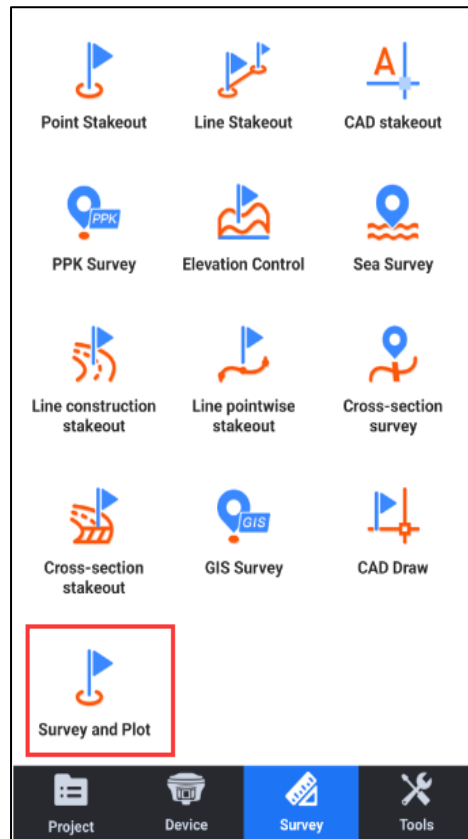 Point Stakeout
Line Stakeout
A
CAD stakeout
PPK
PPK Survey
Elevation Control
Sea Survey
Line construction
stakeout
Line pointwise
stakeout
Cross-section
survey
Cross-section
stakeout
GIS
GIS Survey
CAD Draw
Survey and Plot
Project
Device
Survey
Tools